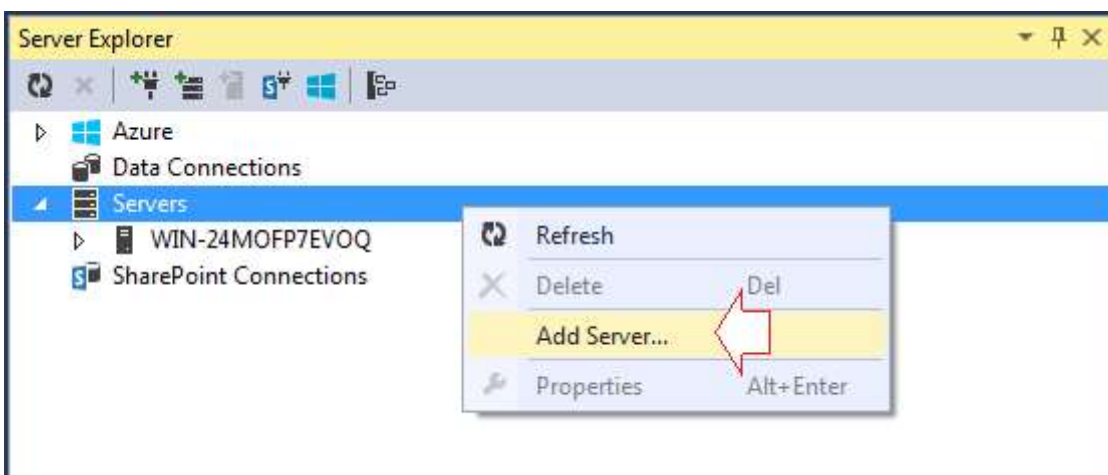 Server Explorer
Azure
Data Connections
Servers
WIN-24MOFP7EVOQ
Refresh
SharePoint Connections
Delete Del
Add Server...
Properties Alt+Enter